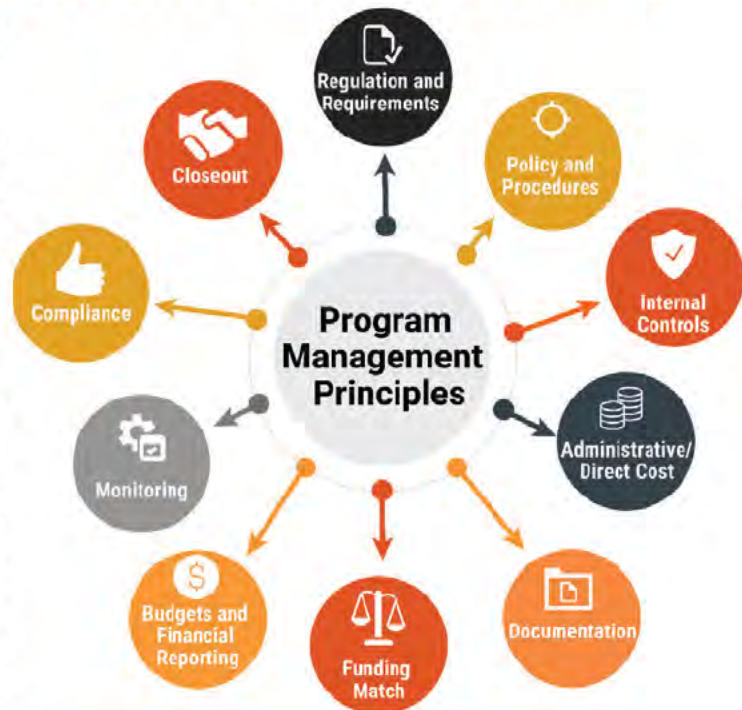 Program
Management
Principles
Regulation and
Requirements
Policy and
Procedures
Internal
Controls
Administrative/
Direct Cost
Documentation
Funding
Match
Budgets and
Financial
Reporting
Monitoring
Compliance
Closeout
$